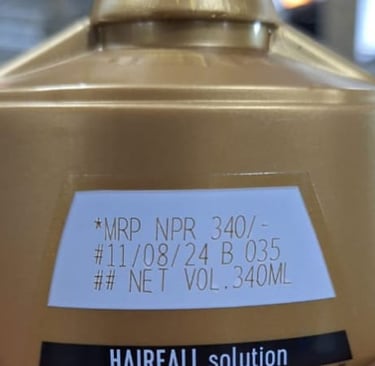 *MRP NPR 340/-
#11/08/24 B 035
## NET VOL.340ML
HAIRFALL solution